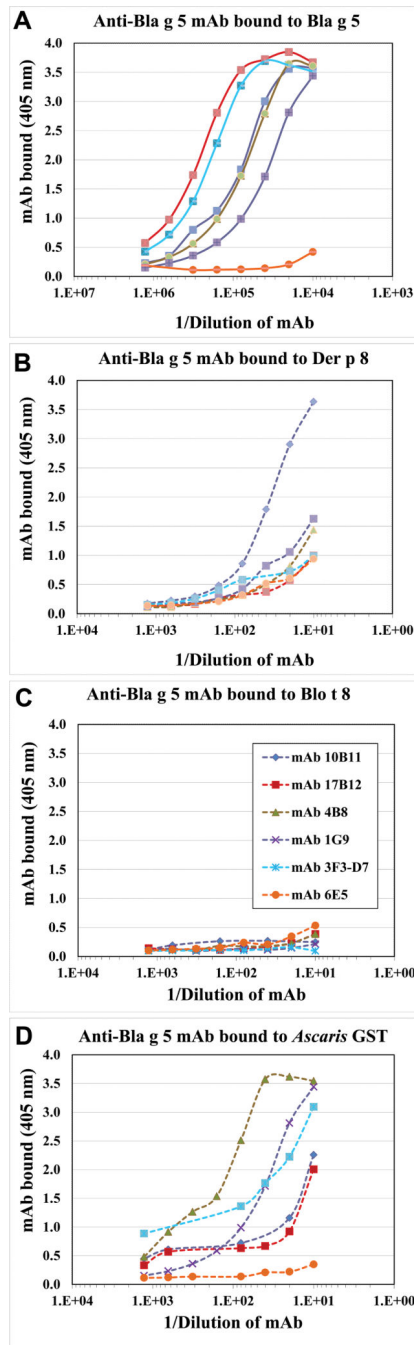 A
Anti-Bla g 5 mAb bound to Bla g 5
mAb bound (405 nm)
4.0
3.5
3.0
2.5
2.0
1.5
1.0
0.5
0.0
1.E+07 1.E+06 1.E+05 1.E+04 1.E+03
1/Dilution of mAb
B
Anti-Bla g 5 mAb bound to Der p 8
mAb bound (405 nm)
4.0
3.5
3.0
2.5
2.0
1.5
1.0
0.5
0.0
1.E+04 1.E+03 1.E+02 1.E+01 1.E+00
1/Dilution of mAb
C
Anti-Bla g 5 mAb bound to Blo t 8
mAb bound (405 nm)
4.0
3.5
3.0
2.5
2.0
1.5
1.0
0.5
0.0
mAb 10B11
mAb 17B12
mAb 4B8
mAb 1G9
mAb 3F3-D7
mAb 6E5
1.E+04 1.E+03 1.E+02 1.E+01 1.E+00
1/Dilution of mAb
D
Anti-Bla g 5 mAb bound to Ascaris GST
mAb bound (405 nm)
4.0
3.5
3.0
2.5
2.0
1.5
1.0
0.5
0.0
1.E+04 1.E+03 1.E+02 1.E+01 1.E+00
1/Dilution of mAb